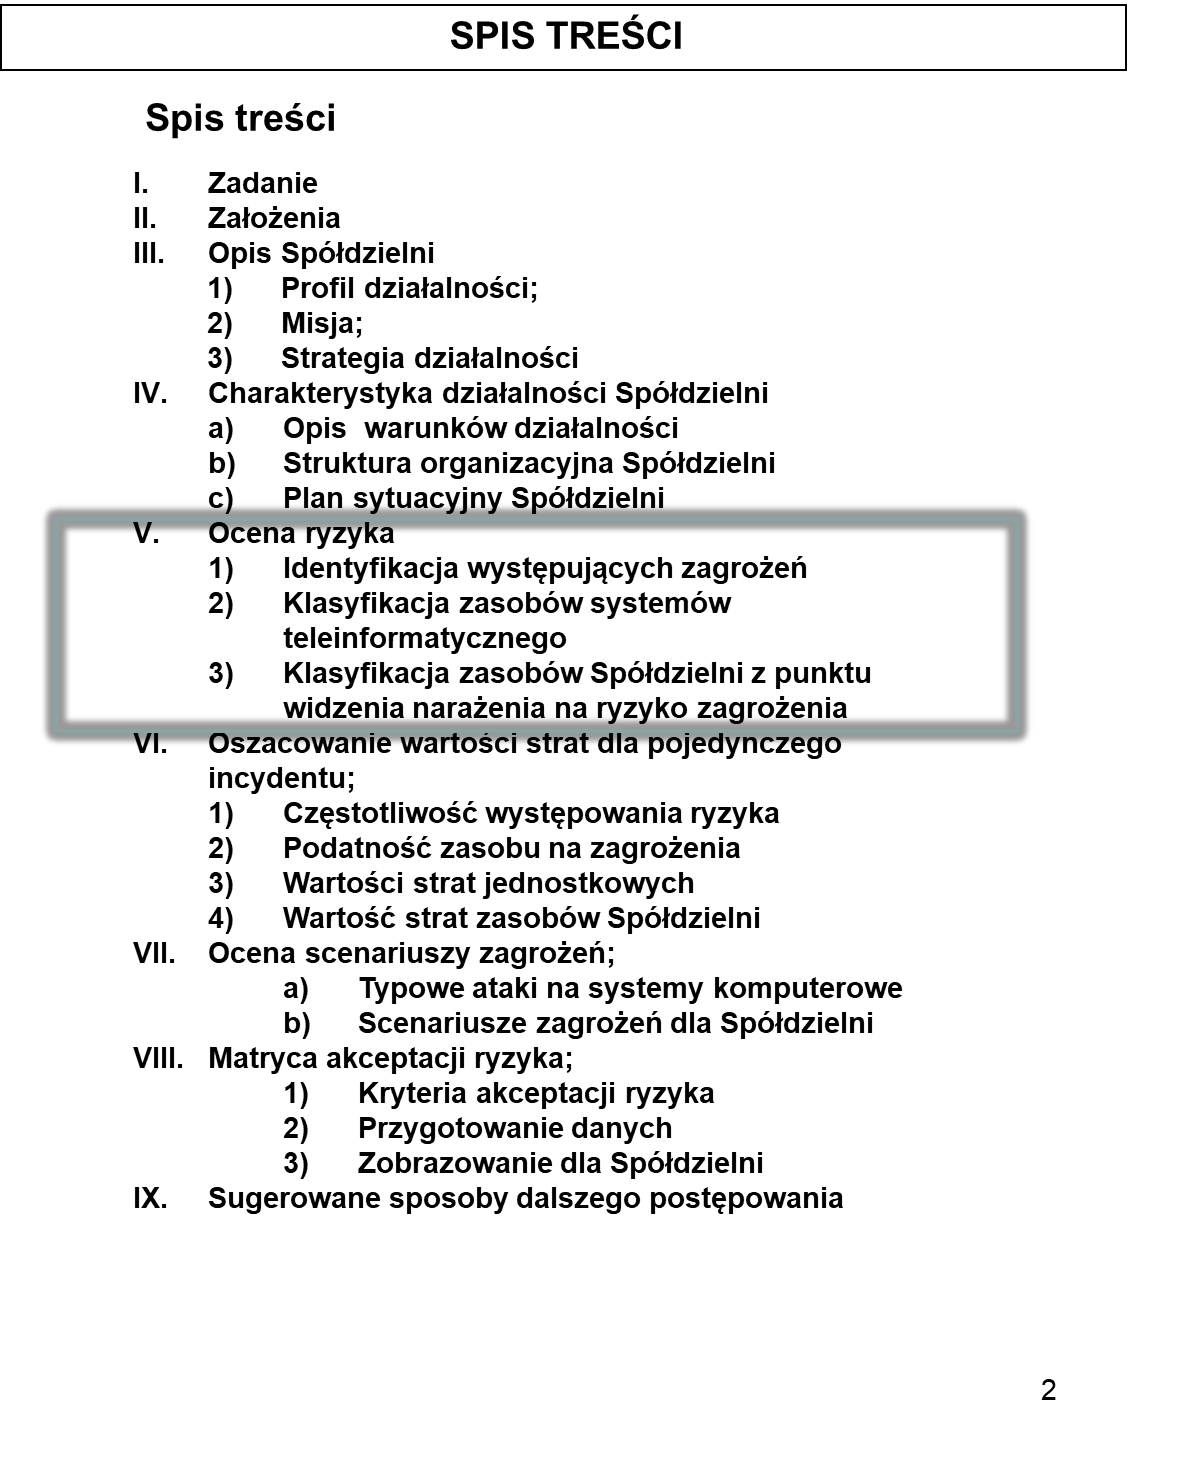 SPIS TREŚCI
Spis treści
I. Zadanie
II. Założenia
III. Opis Spółdzielni
1) Profil działalności;
2) Misja;
3) Strategia działalności
IV. Charakterystyka działalności Spółdzielni
a) Opis warunków działalności
b) Struktura organizacyjna Spółdzielni
c) Plan sytuacyjny Spółdzielni
V. Ocena ryzyka
1) Identyfikacja występujących zagrożeń
2) Klasyfikacja zasobów systemów
teleinformatycznego
3) Klasyfikacja zasobów Spółdzielni z punktu
widzenia narażenia na ryzyko zagrożenia
VI. Oszacowanie wartości strat dla pojedynczego
incydentu;
1) Częstotliwość występowania ryzyka
2) Podatność zasobu na zagrożenia
3) Wartości strat jednostkowych
4) Wartość strat zasobów Spółdzielni
VII. Ocena scenariuszy zagrożeń;
a) Typowe ataki na systemy komputerowe
b) Scenariusze zagrożeń dla Spółdzielni
VIII. Matryca akceptacji ryzyka;
1) Kryteria akceptacji ryzyka
2) Przygotowanie danych
3) Zobrazowanie dla Spółdzielni
IX. Sugerowane sposoby dalszego postępowania
2